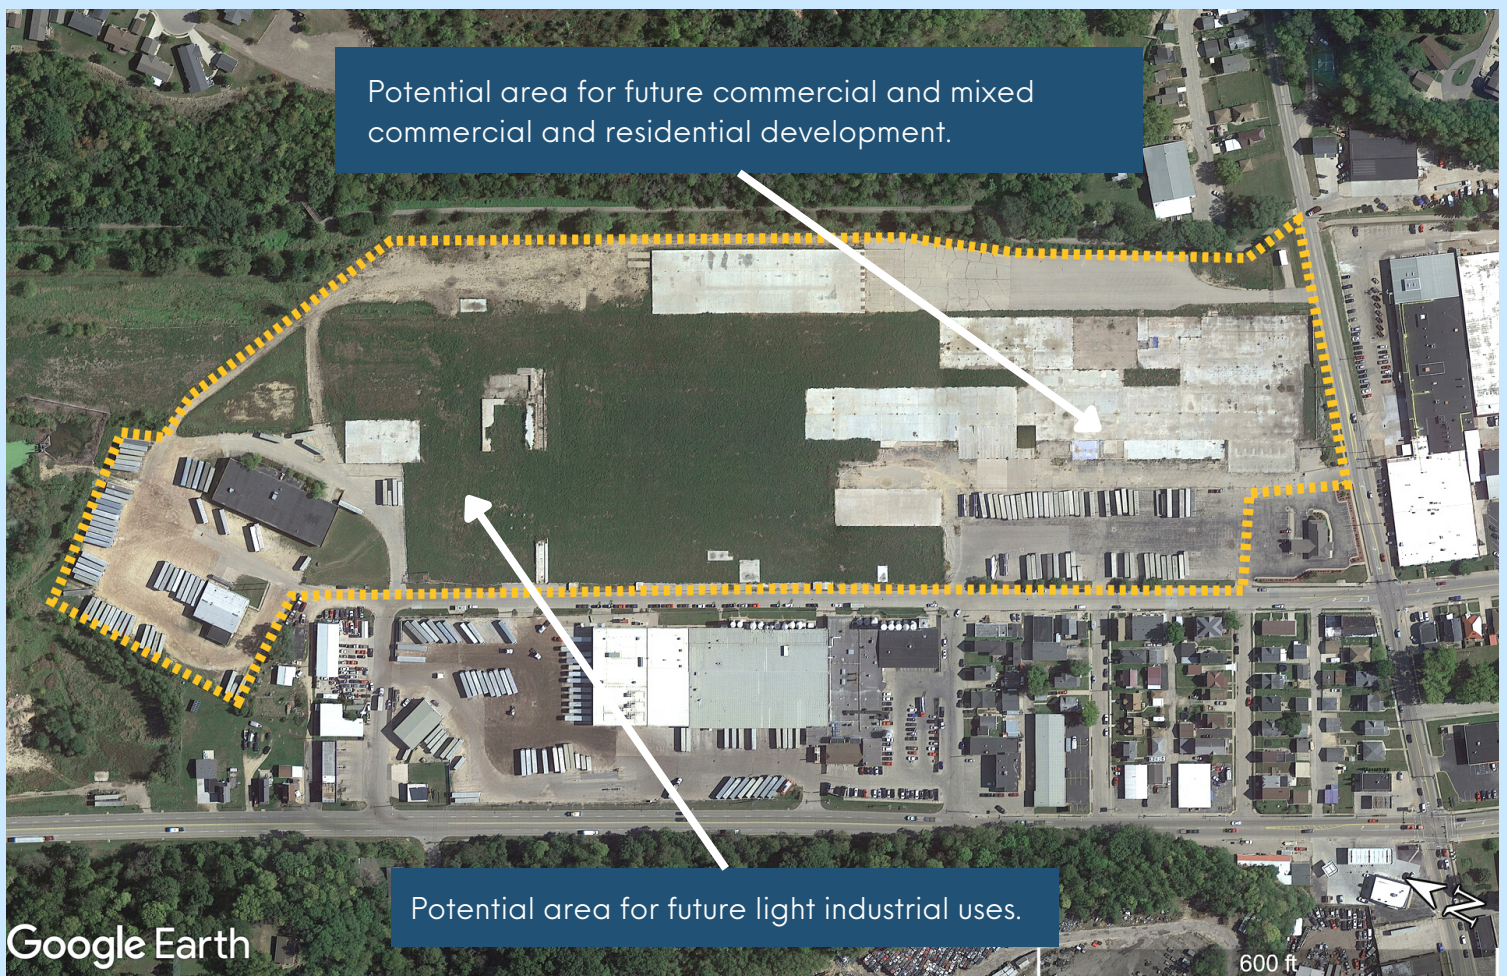 Potential area for future commercial and mixed
commercial and residential development.
Potential area for future light industrial uses.
Google Earth
N
600 ft